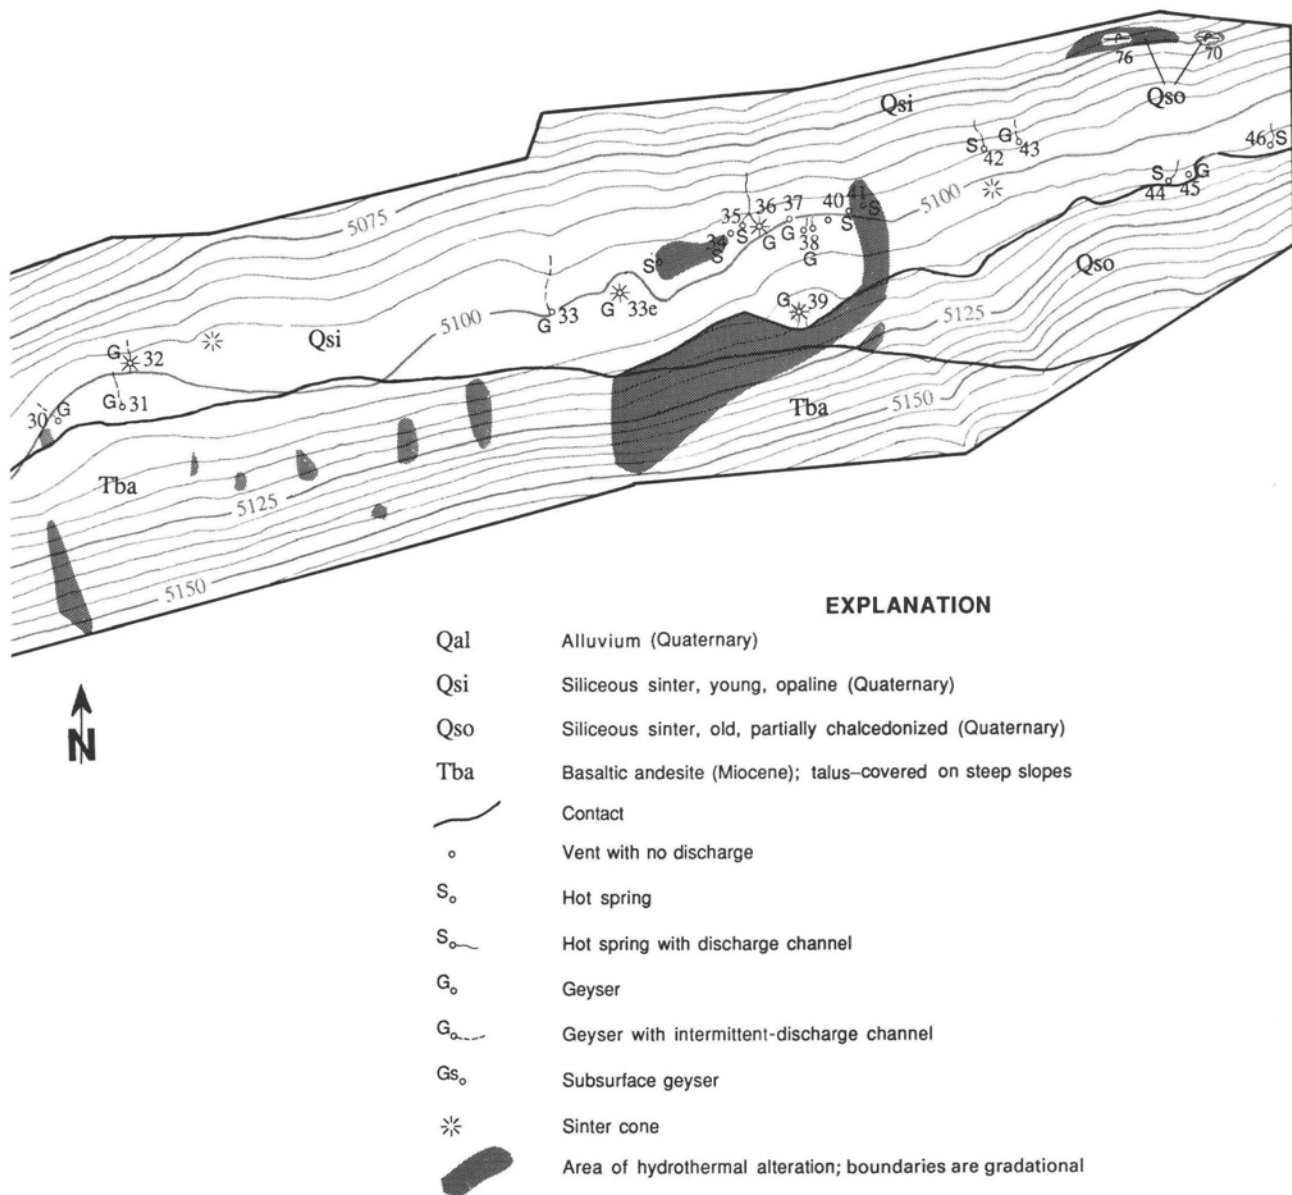 76
70
Qsi
Qso
G
43
S
42
46
S
5075
41
S
5100
S
G
45
44
35
36
37
40
S
G
G
38
S
34
S
S
G
Qso
G
39
G
33
G
33e
5100
Qsi
5125
G
32
G
31
30
G
Tba
5150
Tba
5125
5150
N
EXPLANATION
Qal Alluvium (Quaternary)
Qsi Siliceous sinter, young, opaline (Quaternary)
Qso Siliceous sinter, old, partially chalcedonized (Quaternary)
Tba Basaltic andesite (Miocene); talus–covered on steep slopes
Contact
Vent with no discharge
S Hot spring
S Hot spring with discharge channel
G Geyser
G Geyser with intermittent-discharge channel
Gs Subsurface geyser
Sinter cone
Area of hydrothermal alteration; boundaries are gradational